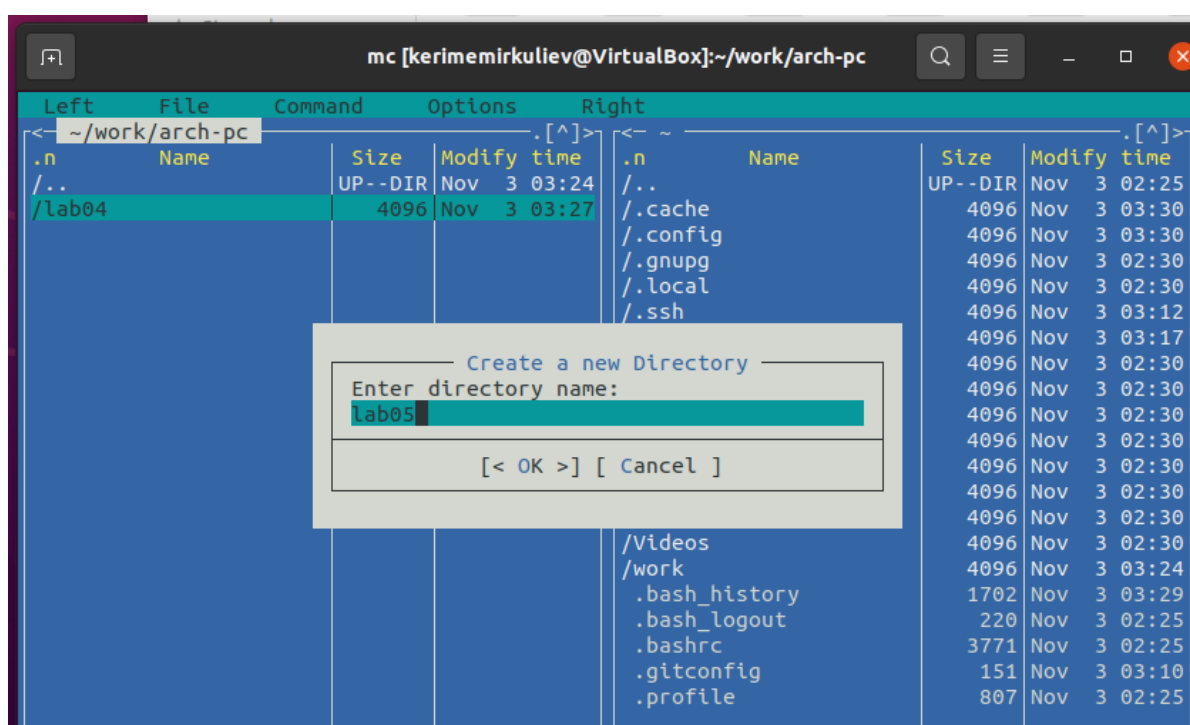 mc [kerimemirkuliev@VirtualBox]:~/work/arch-pc
Left File Command Options Right
<─ ~/work/arch-pc ─.[^]>
.n Name Size Modify time
/.. UP--DIR Nov 3 03:24
/lab04 4096 Nov 3 03:27
<─ ~ ─.[^]>
.n Name Size Modify time
/.. UP--DIR Nov 3 02:25
/.cache 4096 Nov 3 03:30
/.config 4096 Nov 3 03:30
/.gnupg 4096 Nov 3 02:30
/.local 4096 Nov 3 02:30
/.ssh 4096 Nov 3 03:12
4096 Nov 3 03:17
4096 Nov 3 02:30
4096 Nov 3 02:30
4096 Nov 3 02:30
4096 Nov 3 02:30
4096 Nov 3 02:30
4096 Nov 3 02:30
4096 Nov 3 02:30
/Videos 4096 Nov 3 02:30
/work 4096 Nov 3 03:24
.bash_history 1702 Nov 3 03:29
.bash_logout 220 Nov 3 02:25
.bashrc 3771 Nov 3 02:25
.gitconfig 151 Nov 3 03:10
.profile 807 Nov 3 02:25
Create a new Directory
Enter directory name:
lab05
[< OK >] [ Cancel ]